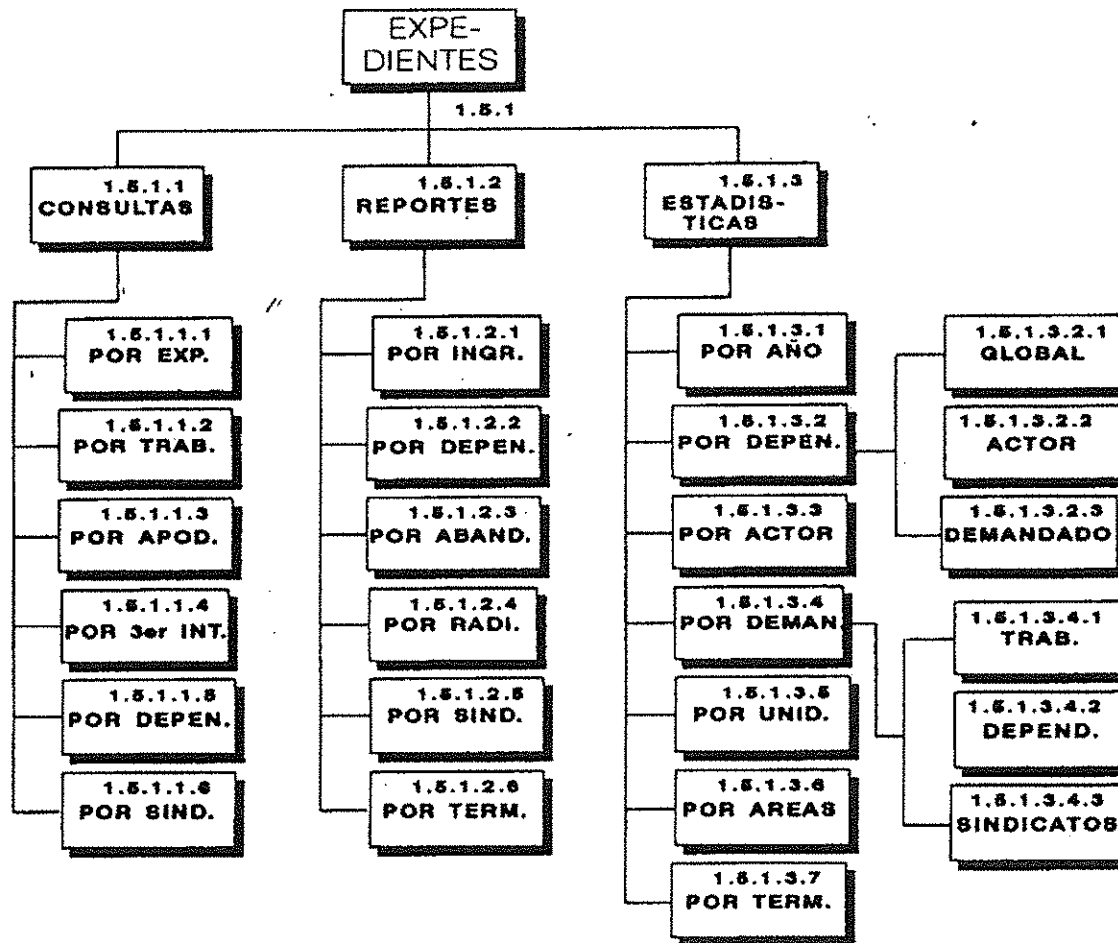 EXPE-
DIENTES
1.5.1
1.5.1.1
CONSULTAS
1.5.1.2
REPORTES
1.5.1.3
ESTADIS-
TICAS
1.5.1.1.1
POR EXP.
1.5.1.1.2
POR TRAB.
1.5.1.1.3
POR APOD.
1.5.1.1.4
POR 3er INT.
1.5.1.1.5
POR DEPEN.
1.5.1.1.6
POR SIND.
1.5.1.2.1
POR INGR.
1.5.1.2.2
POR DEPEN.
1.5.1.2.3
POR ABAND.
1.5.1.2.4
POR RADI.
1.5.1.2.5
POR SIND.
1.5.1.2.6
POR TERM.
1.5.1.3.1
POR AÑO
1.5.1.3.2
POR DEPEN.
1.5.1.3.3
POR ACTOR
1.5.1.3.4
POR DEMAN.
1.5.1.3.5
POR UNID.
1.5.1.3.6
POR AREAS
1.5.1.3.7
POR TERM.
1.5.1.3.2.1
GLOBAL
1.5.1.3.2.2
ACTOR
1.5.1.3.2.3
DEMANDADO
1.5.1.3.4.1
TRAB.
1.5.1.3.4.2
DEPEND.
1.5.1.3.4.3
SINDICATOS